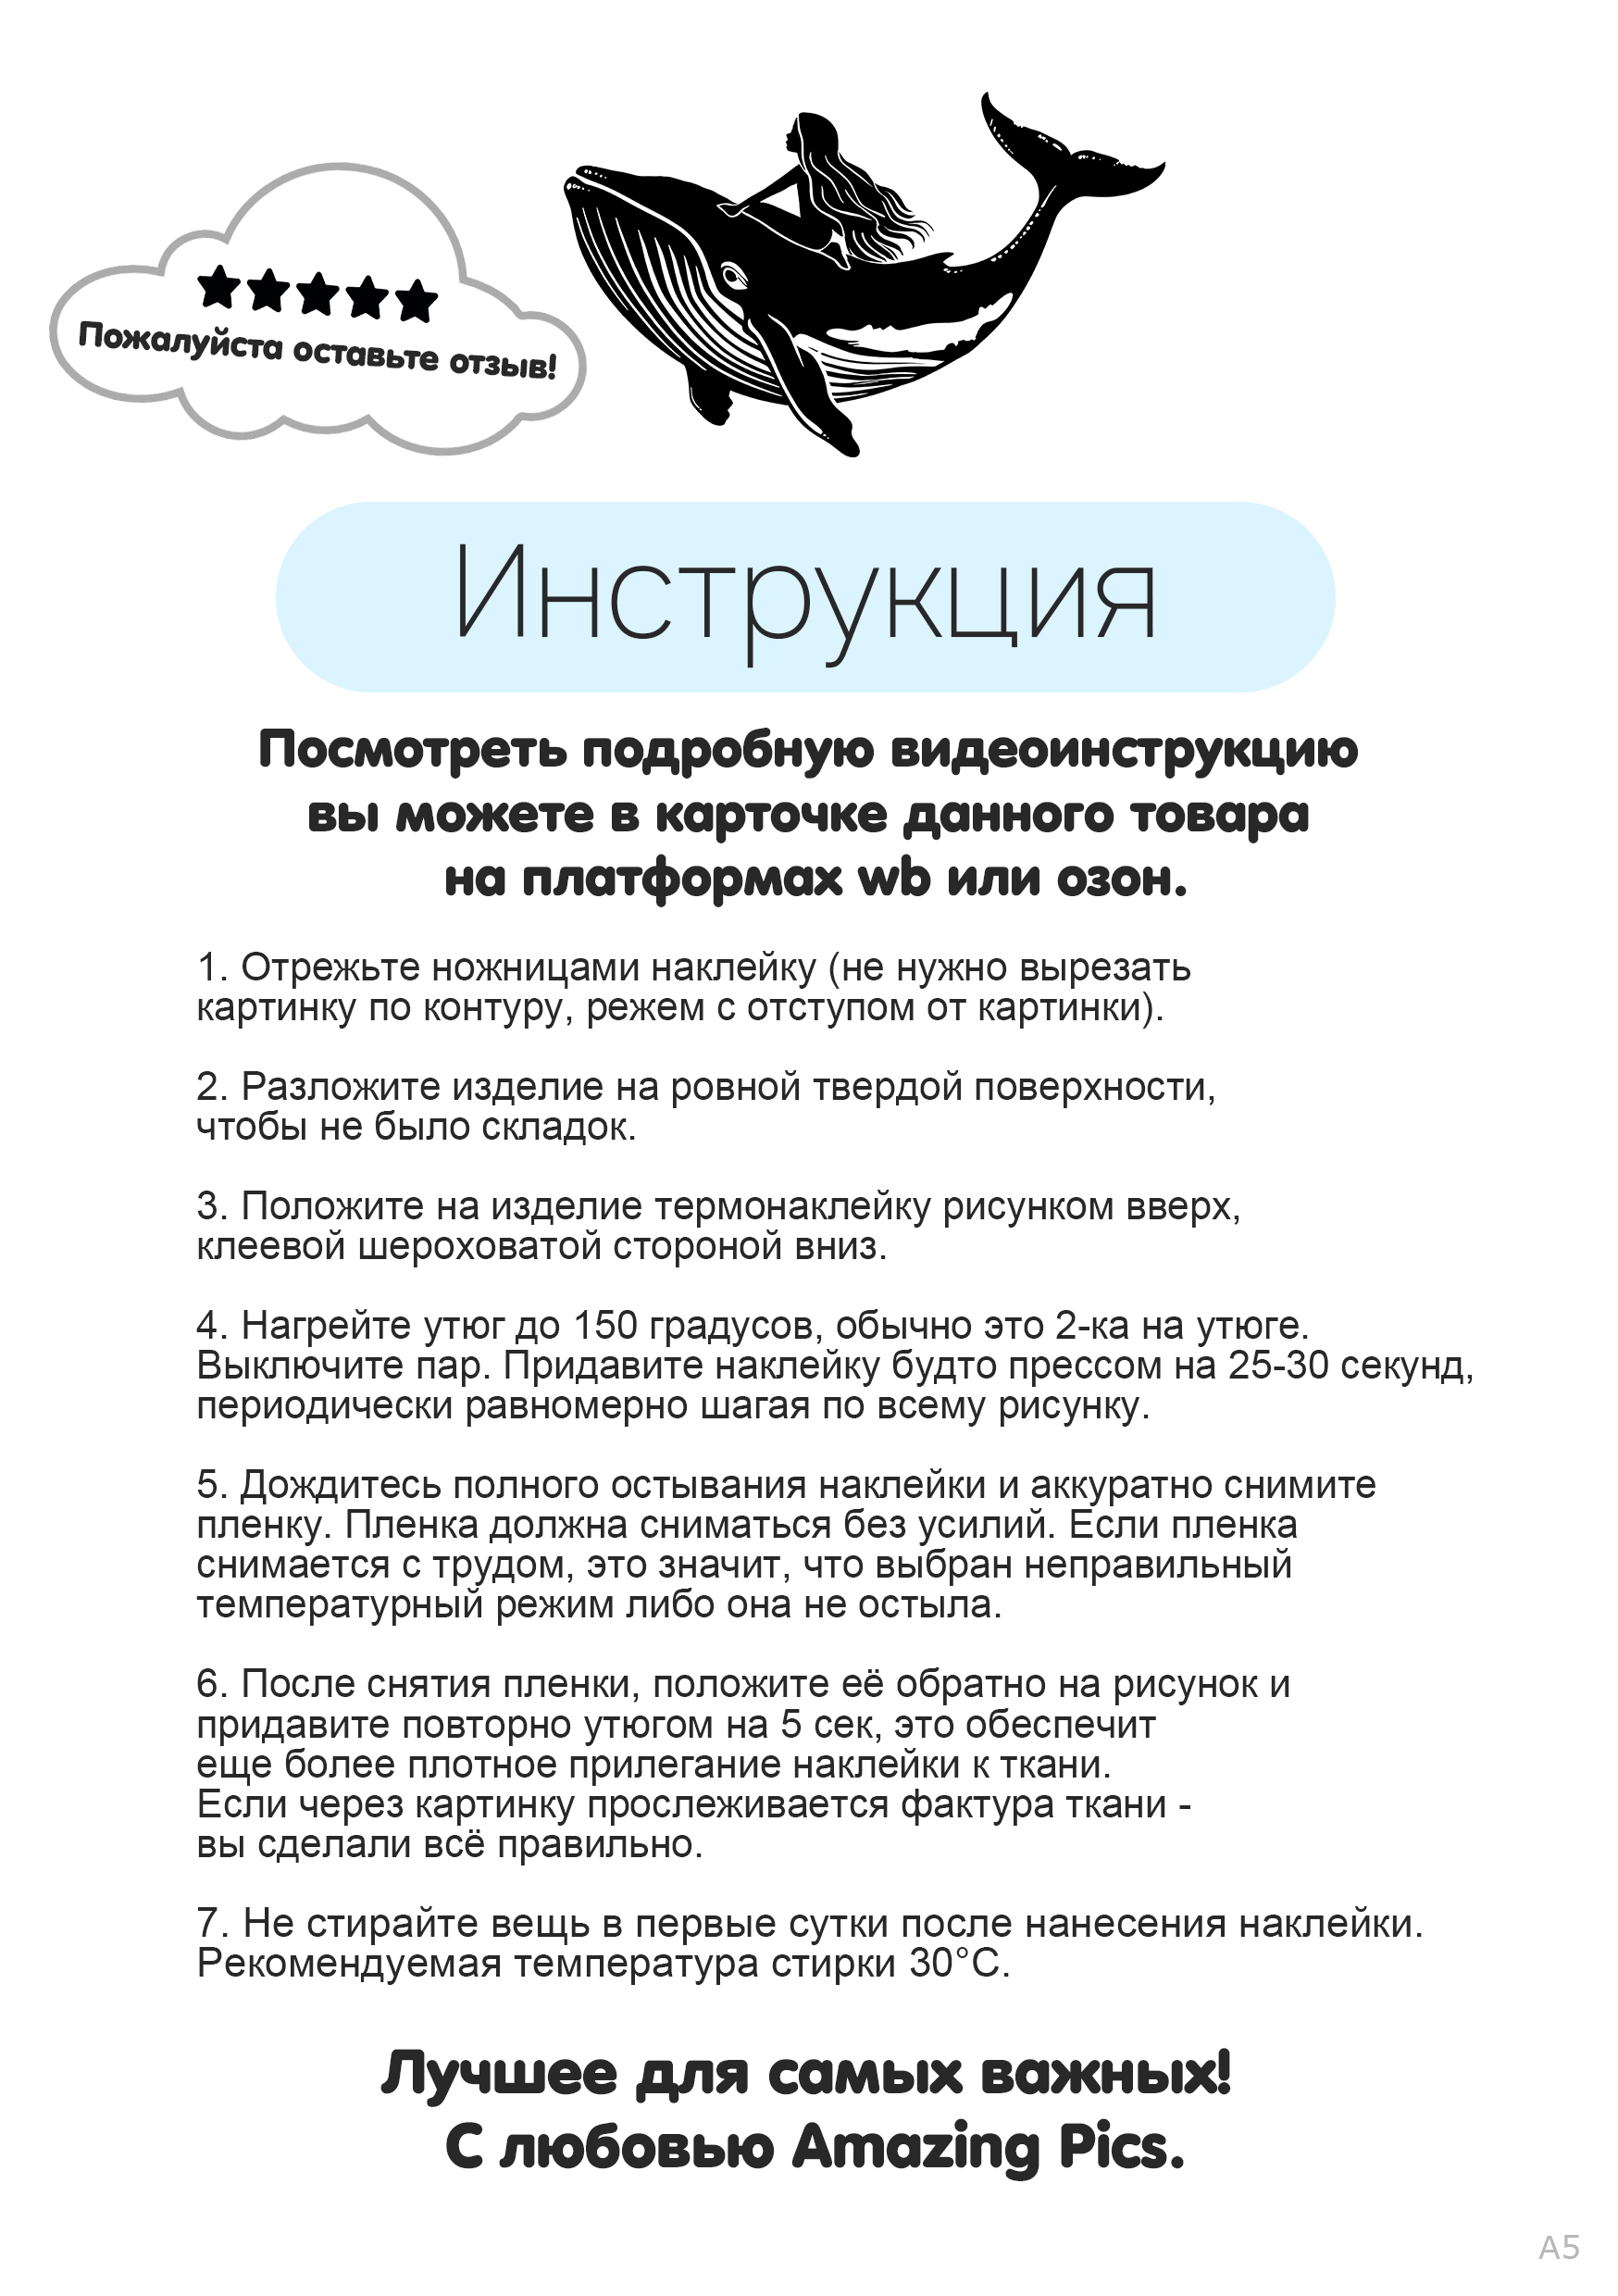 Пожалуйста оставьте отзыв!
Инструкция
Посмотреть подробную видеоинструкцию
вы можете в карточке данного товара
на платформах wb или озон.
1. Отрежьте ножницами наклейку (не нужно вырезать
картинку по контуру, режем с отступом от картинки).
2. Разложите изделие на ровной твердой поверхности,
чтобы не было складок.
3. Положите на изделие термонаклейку рисунком вверх,
клеевой шероховатой стороной вниз.
4. Нагрейте утюг до 150 градусов, обычно это 2-ка на утюге.
Выключите пар. Придавите наклейку будто прессом на 25-30 секунд,
периодически равномерно шагая по всему рисунку.
5. Дождитесь полного остывания наклейки и аккуратно снимите
пленку. Пленка должна сниматься без усилий. Если пленка
снимается с трудом, это значит, что выбран неправильный
температурный режим либо она не остыла.
6. После снятия пленки, положите её обратно на рисунок и
придавите повторно утюгом на 5 сек, это обеспечит
еще более плотное прилегание наклейки к ткани.
Если через картинку прослеживается фактура ткани -
вы сделали всё правильно.
7. Не стирайте вещь в первые сутки после нанесения наклейки.
Рекомендуемая температура стирки 30°С.
Лучшее для самых важных!
С любовью Amazing Pics.
A5